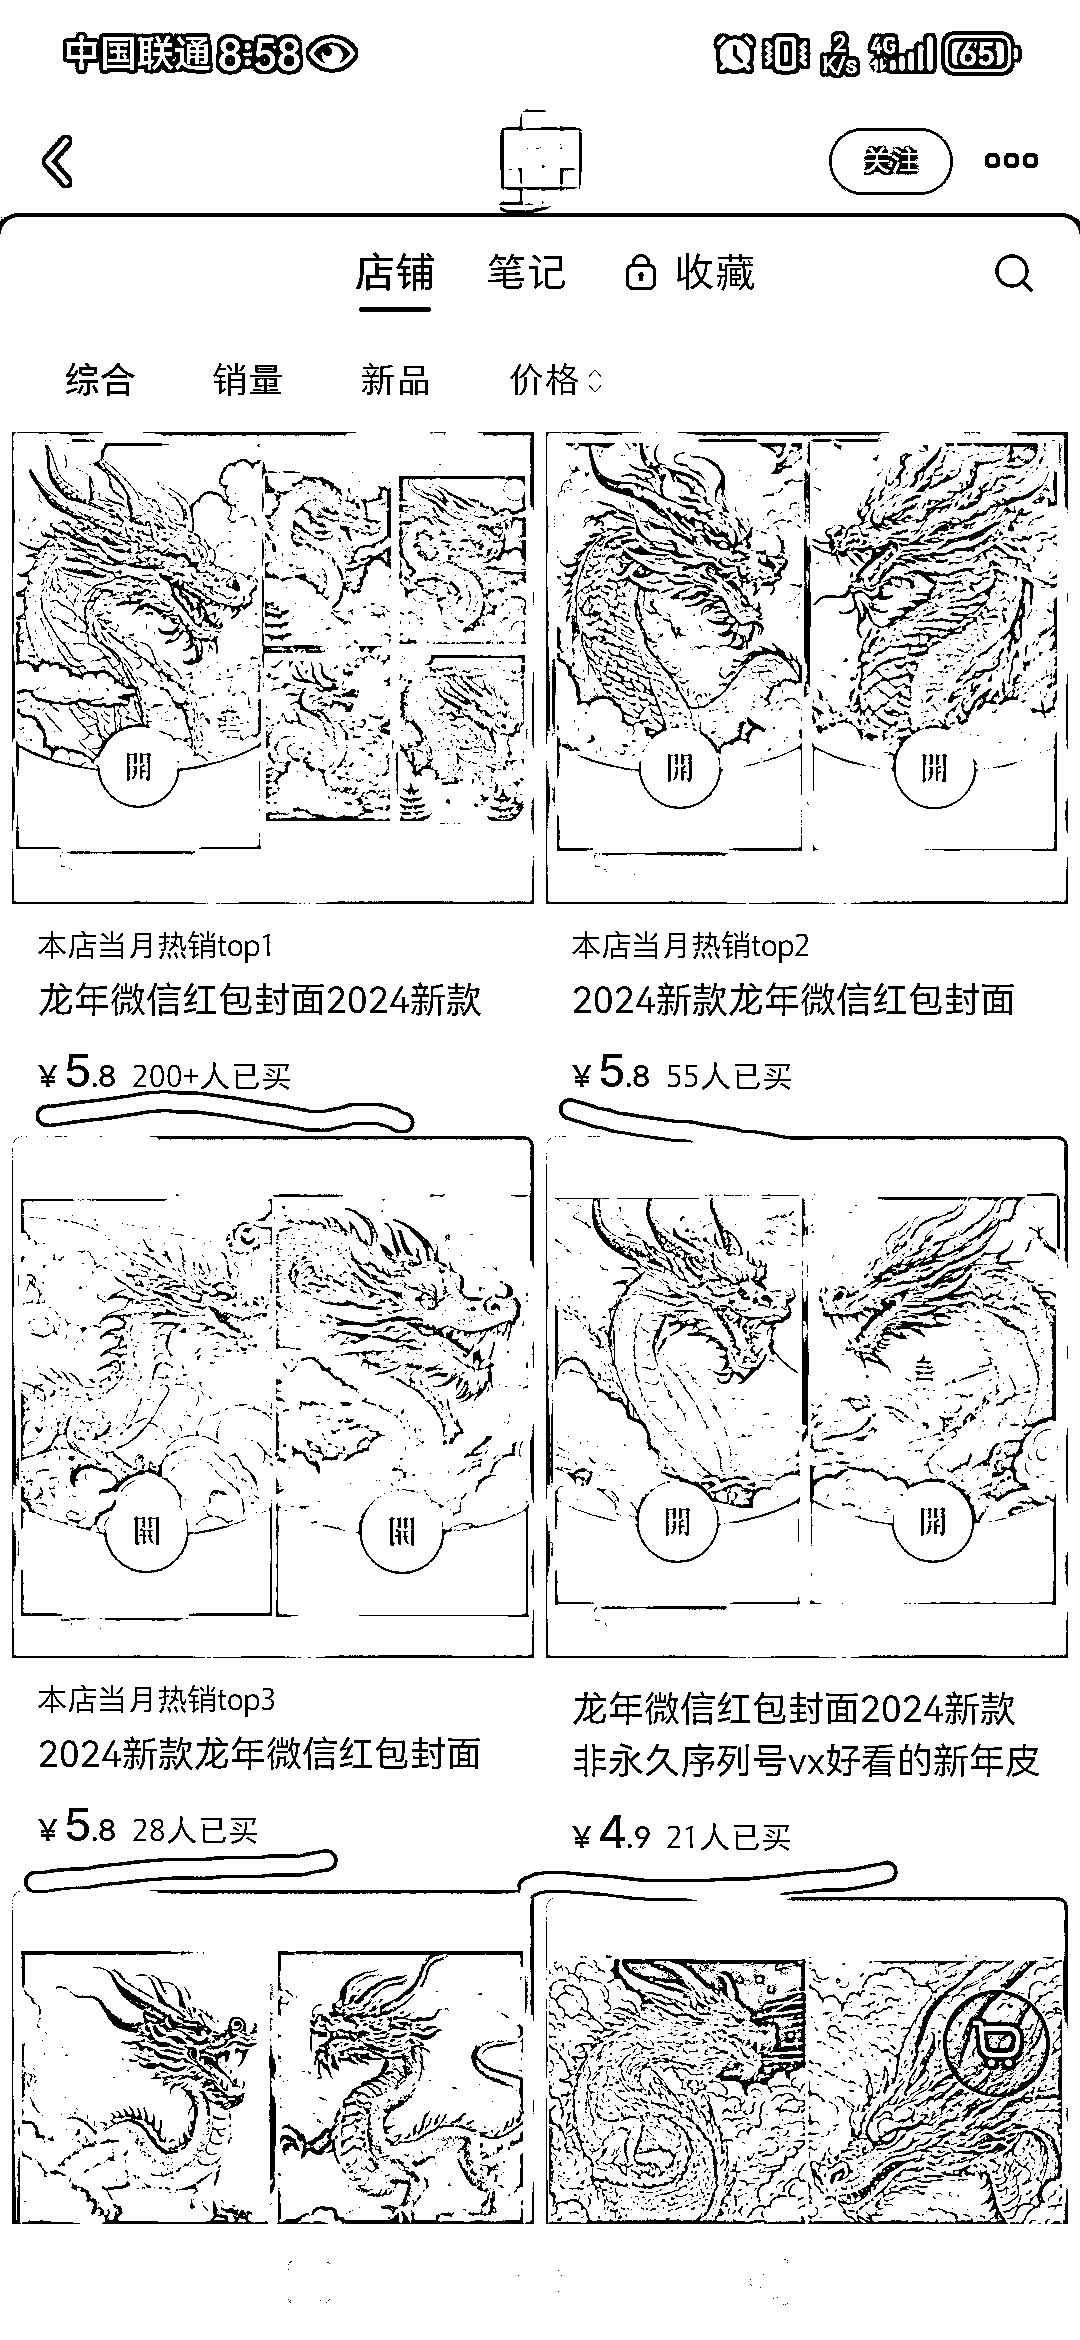 中国联通 8:58
2 K/s 4G 65
关注
店铺 笔记 收藏
综合 销量 新品 价格
開 開 開
本店当月热销top1
龙年微信红包封面2024新款
¥5.8 200+人已买
本店当月热销top2
2024新款龙年微信红包封面
¥5.8 55人已买
開 開 開 開
本店当月热销top3
2024新款龙年微信红包封面
¥5.8 28人已买
龙年微信红包封面2024新款
非永久序列号vx好看的新年皮
¥4.9 21人已买